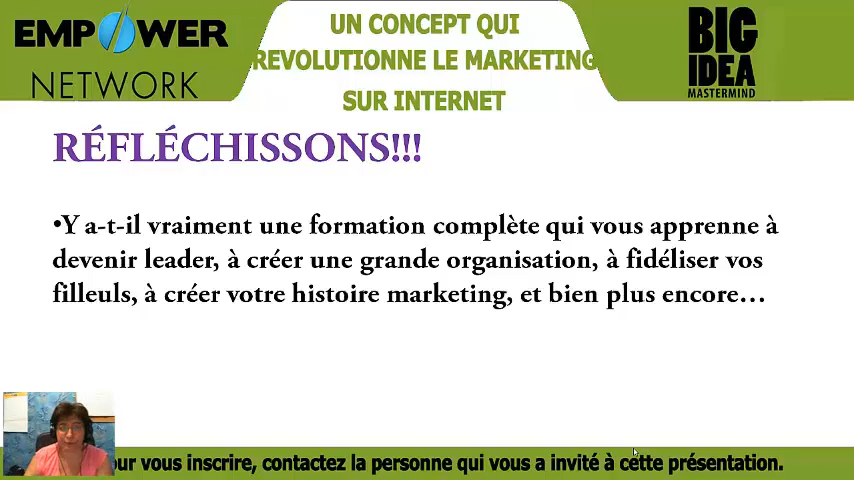 EMPOWER
NETWORK
UN CONCEPT QUI
REVOLUTIONNE LE MARKETING
SUR INTERNET
BIG
IDEA
MASTERMIND
RÉFLÉCHISSONS!!!
•Y a-t-il vraiment une formation complète qui vous apprenne à
devenir leader, à créer une grande organisation, à fidéliser vos
filleuls, à créer votre histoire marketing, et bien plus encore…
our vous inscrire, contactez la personne qui vous a invité à cette présentation.